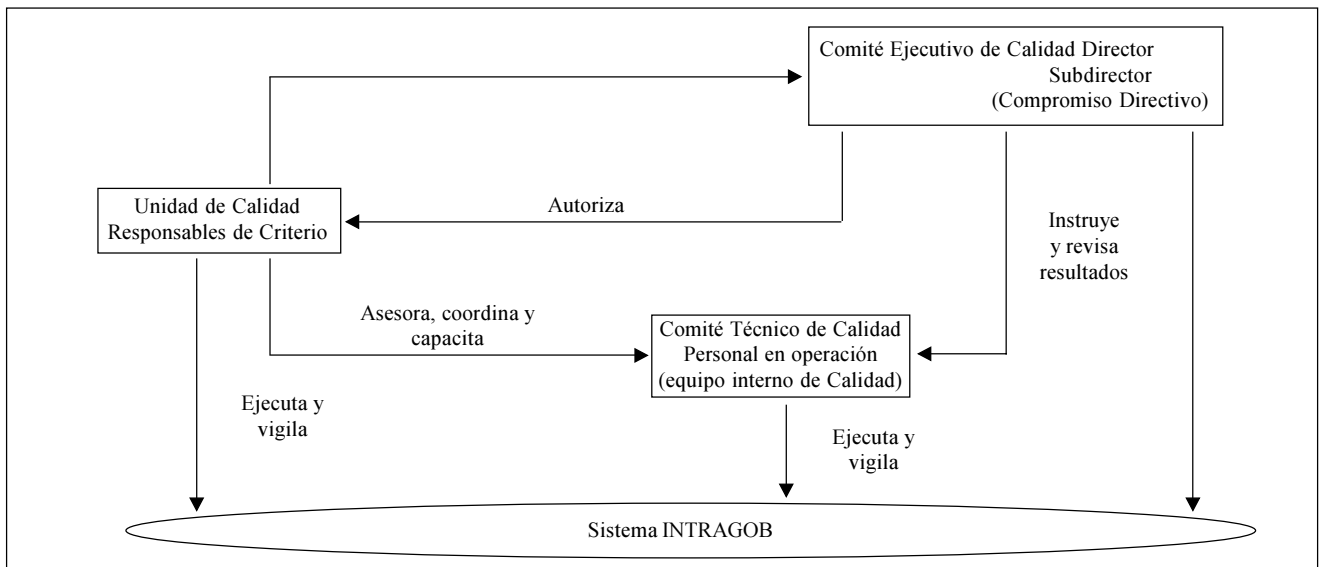 Comité Ejecutivo de Calidad Director
Subdirector
(Compromiso Directivo)
Unidad de Calidad
Responsables de Criterio
Autoriza
Instruye
y revisa
resultados
Asesora, coordina y
capacita
Comité Técnico de Calidad
Personal en operación
(equipo interno de Calidad)
Ejecuta y
vigila
Ejecuta y
vigila
Sistema INTRAGOB